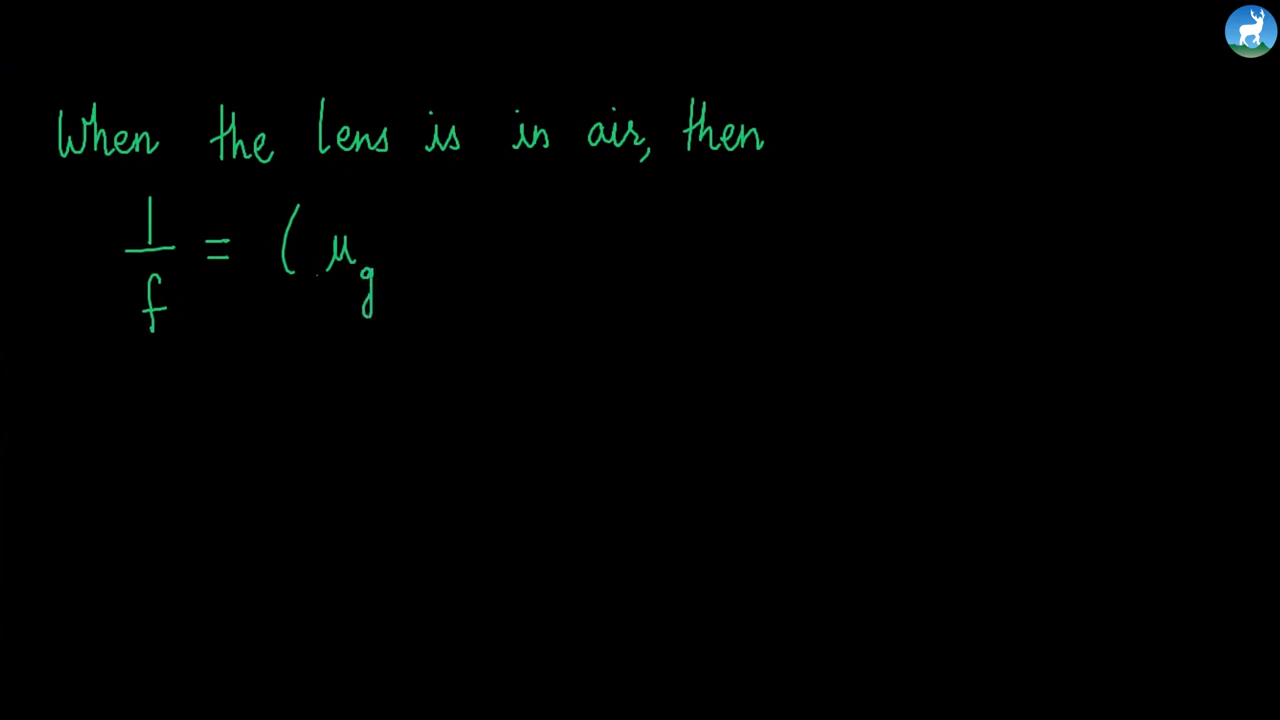 When the lens is in air, then
1/f = ( μg